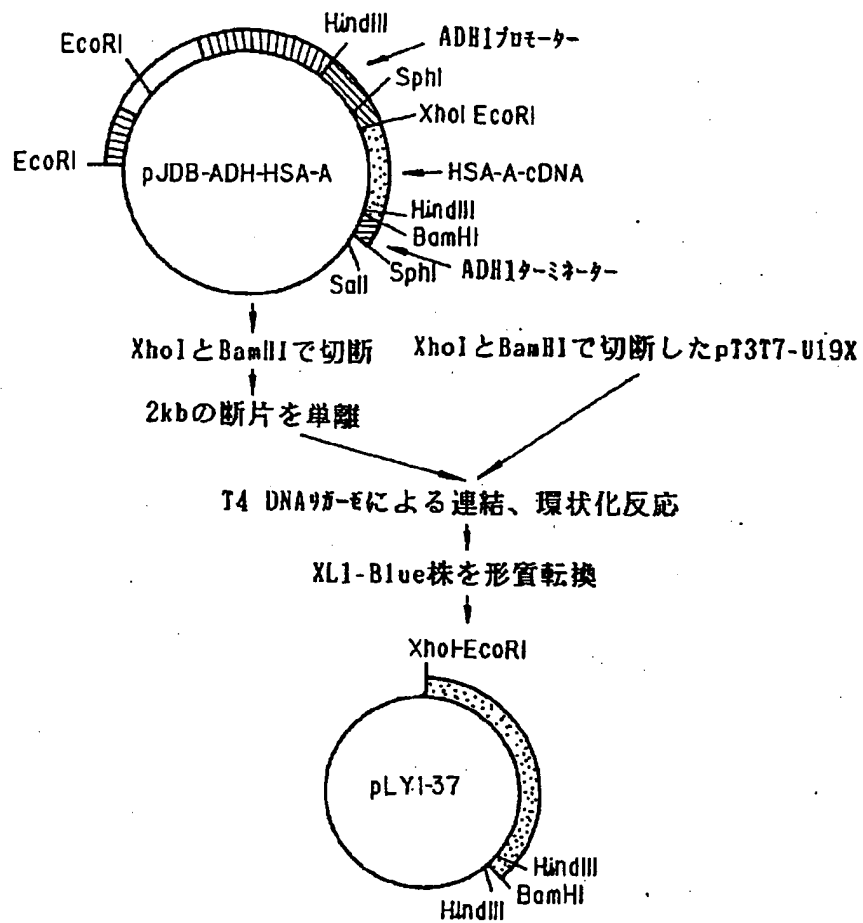 HindIII
ADH1プロモーター
EcoRI
SphI
XhoI EcoRI
EcoRI
pJDB-ADH-HSA-A
HSA-A-cDNA
HindIII
BamHI
SphI
ADH1ターミネーター
SalI
XhoIとBamHIで切断
XhoIとBamHIで切断したpT3T7-U19X
2kbの断片を単離
T4 DNAリガーゼによる連結、環状化反応
XL1-Blue株を形質転換
XhoI-EcoRI
pLY1-37
HindIII
BamHI
HindIII